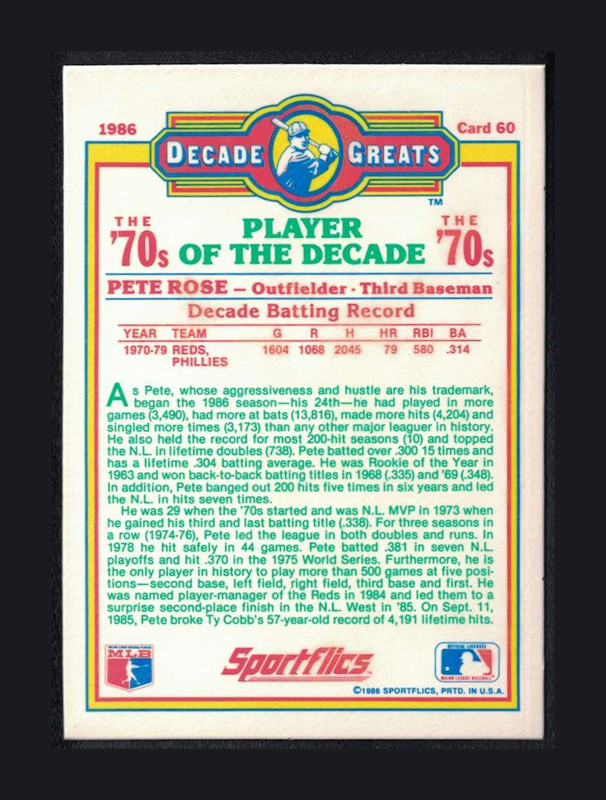 1986
Card 60
DECADE GREATS
TM
THE '70s
PLAYER OF THE DECADE
THE '70s
PETE ROSE – Outfielder · Third Baseman
Decade Batting Record
YEAR TEAM G R H HR RBI BA
1970-79 REDS, 1604 1068 2045 79 580 .314
PHILLIES
As Pete, whose aggressiveness and hustle are his trademark,
began the 1986 season—his 24th—he had played in more
games (3,490), had more at bats (13,816), made more hits (4,204) and
singled more times (3,173) than any other major leaguer in history.
He also held the record for most 200-hit seasons (10) and topped
the N.L. in lifetime doubles (738). Pete batted over .300 15 times and
has a lifetime .304 batting average. He was Rookie of the Year in
1963 and won back-to-back batting titles in 1968 (.335) and '69 (.348).
In addition, Pete banged out 200 hits five times in six years and led
the N.L. in hits seven times.
He was 29 when the '70s started and was N.L. MVP in 1973 when
he gained his third and last batting title (.338). For three seasons in
a row (1974-76), Pete led the league in both doubles and runs. In
1978 he hit safely in 44 games. Pete batted .381 in seven N.L.
playoffs and hit .370 in the 1975 World Series. Furthermore, he is
the only player in history to play more than 500 games at five posi-
tions—second base, left field, right field, third base and first. He
was named player-manager of the Reds in 1984 and led them to a
surprise second-place finish in the N.L. West in '85. On Sept. 11,
1985, Pete broke Ty Cobb's 57-year-old record of 4,191 lifetime hits.
MAJOR LEAGUE BASEBALL PLAYERS
MLB
Sportflics
OFFICIAL LICENSEE
MAJOR LEAGUE BASEBALL
©1986 SPORTFLICS, PRTD. IN U.S.A.